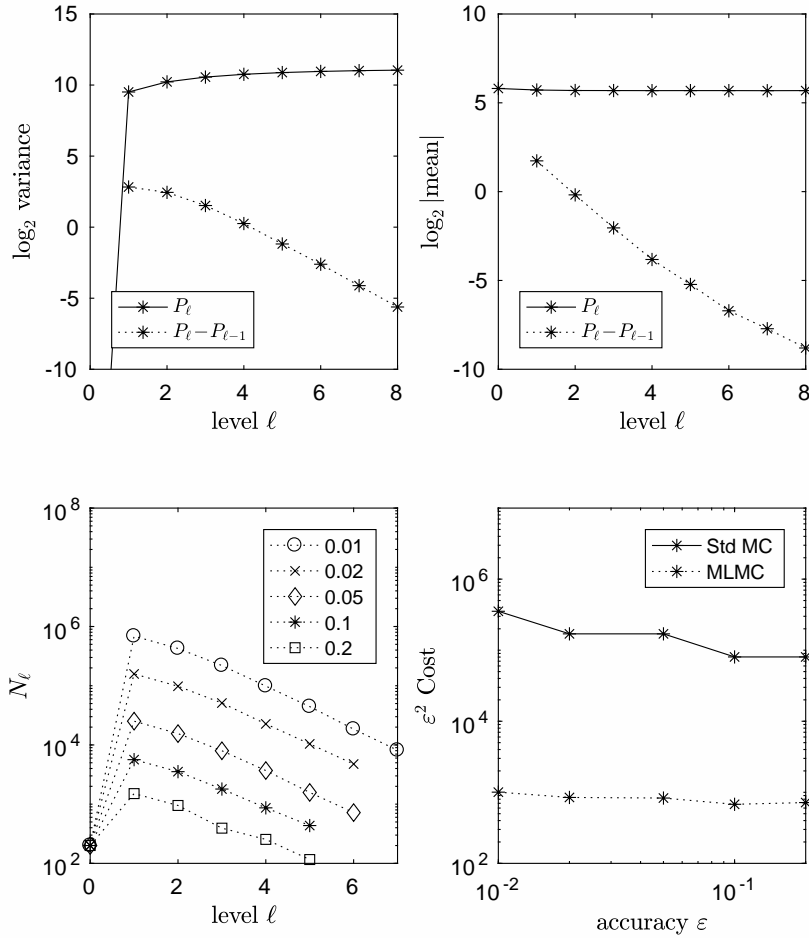 15
10
5
0
-5
-10
log₂ variance
P_ℓ
P_ℓ−P_ℓ₋₁
0 2 4 6 8
level ℓ
10
5
0
-5
-10
log₂ |mean|
P_ℓ
P_ℓ−P_ℓ₋₁
0 2 4 6 8
level ℓ
10⁸
10⁶
10⁴
10²
N_ℓ
0.01
0.02
0.05
0.1
0.2
0 2 4 6
level ℓ
10⁶
10⁴
10²
ε² Cost
Std MC
MLMC
10⁻² 10⁻¹
accuracy ε